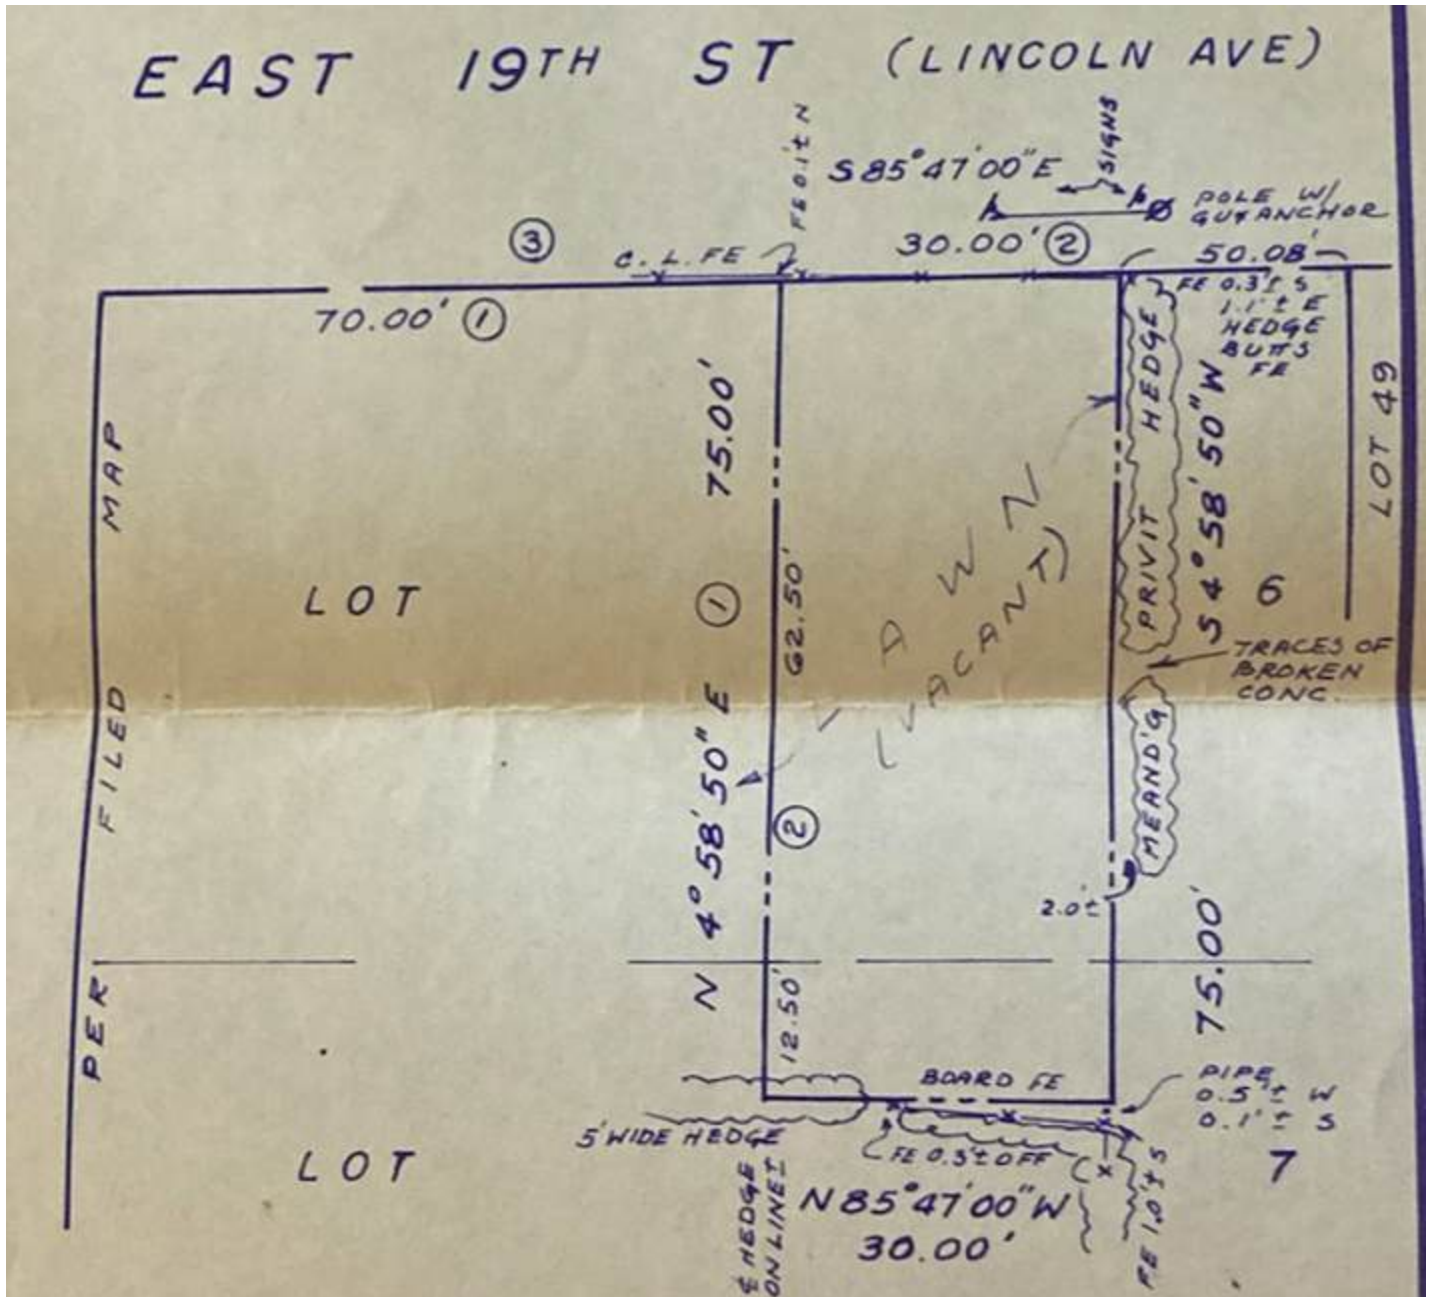 EAST 19TH ST (LINCOLN AVE)
FE 0.1'± N
S 85° 47' 00" E
SIGNS
POLE W/
GUY ANCHOR
③
C. L. FE
30.00' ②
50.08'
70.00' ①
FE 0.3'± S
1.1'± E
HEDGE
BUTTS
FE
PER FILED MAP
LOT
75.00'
①
N 4° 58' 50" E
62.50'
②
LAWN
(VACANT)
PRIVIT HEDGE
S 4° 58' 50" W
6
LOT 49
TRACES OF
BROKEN
CONC.
MEAND'G
2.0'±
75.00'
12.50'
BOARD FE
PIPE
0.5'± W
0.1'± S
5' WIDE HEDGE
FE 0.3'± OFF
LOT
7
℄ HEDGE
ON LINE±
N 85° 47' 00" W
30.00'
FE 1.0'± S